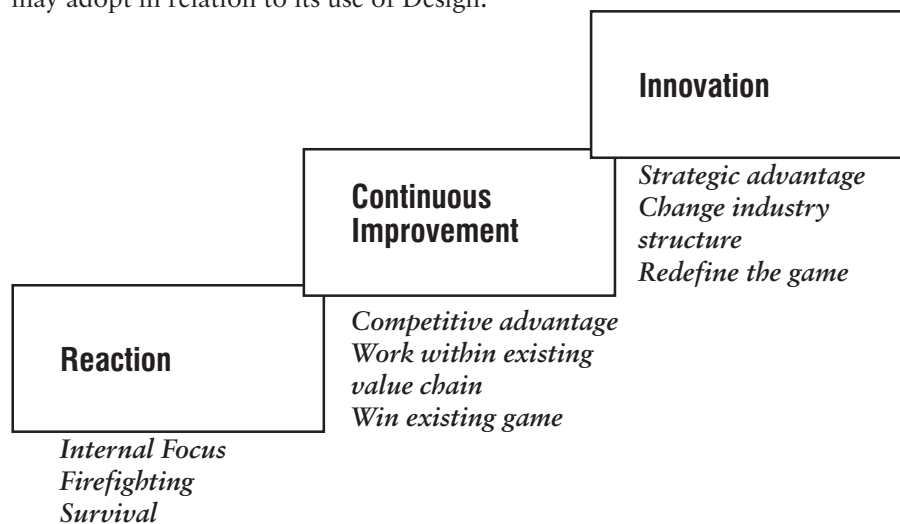 may adopt in relation to its use of Design.
Innovation
Strategic advantage
Change industry
structure
Redefine the game
Continuous
Improvement
Competitive advantage
Work within existing
value chain
Win existing game
Reaction
Internal Focus
Firefighting
Survival